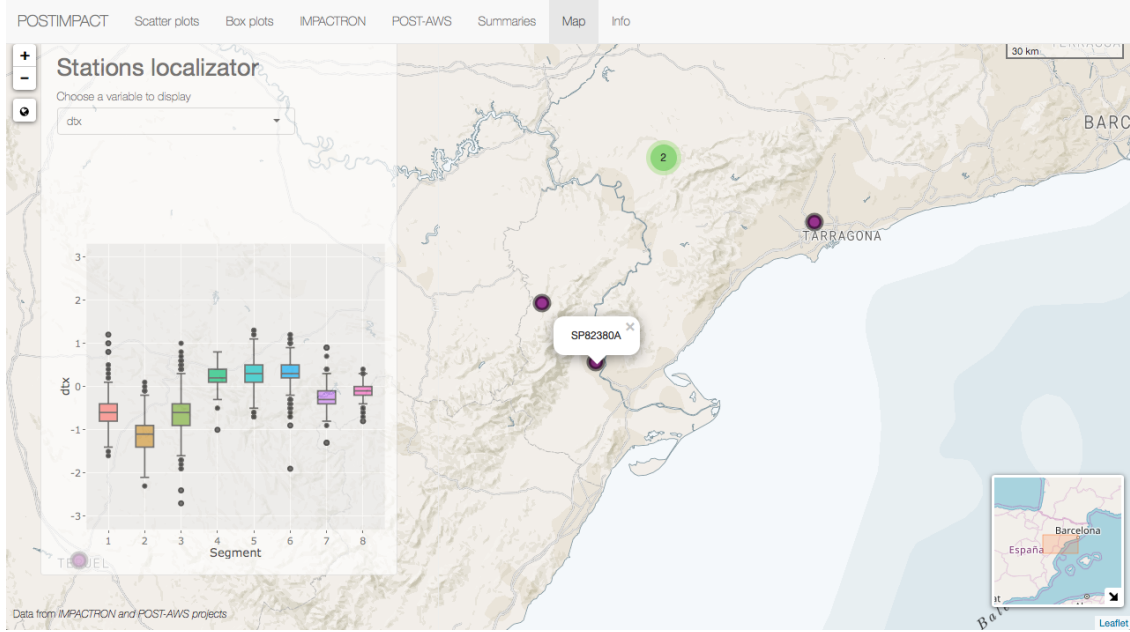 POSTIMPACT Scatter plots Box plots IMPACTRON POST-AWS Summaries Map Info
+
−
Stations localizator
Choose a variable to display
dtx
30 km
BARC
2
TARRAGONA
SP82380A ×
3
2
1
0
-1
-2
-3
dtx
1 2 3 4 5 6 7 8
Segment
Barcelona
España
Data from IMPACTRON and POST-AWS projects
Leaflet